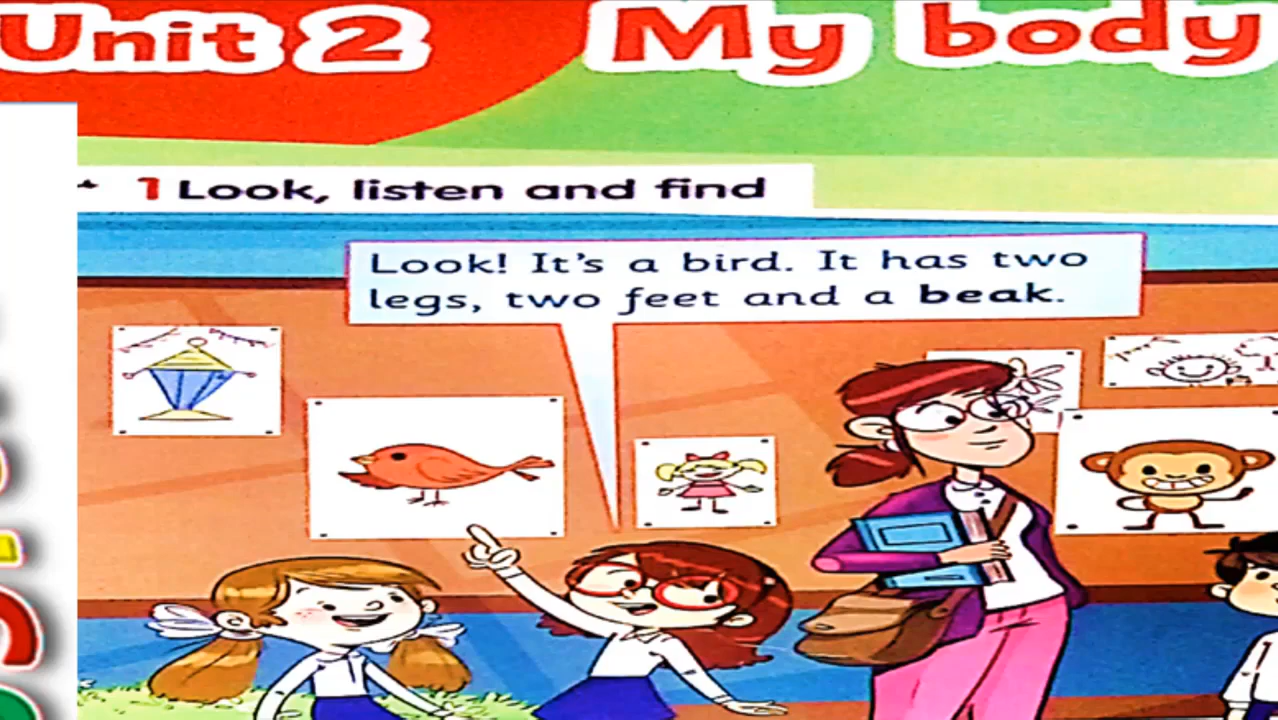 Unit 2 My body
1 Look, listen and find
Look! It's a bird. It has two
legs, two feet and a beak.